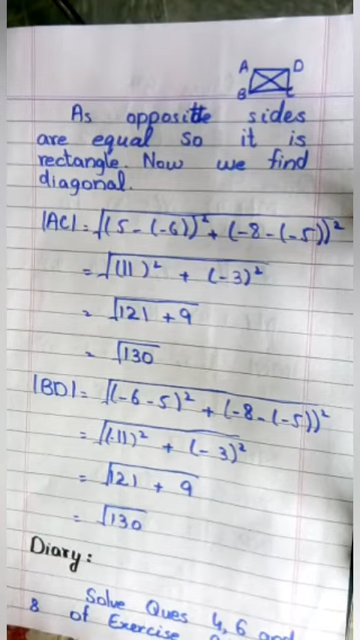 A D
B C
As opposite sides
are equal so it is
rectangle. Now we find
diagonal.
|AC| = √(5-(-6))² + (-8-(-5))²
= √(11)² + (-3)²
= √121 + 9
= √130
|BD| = √(-6-5)² + (-8-(-5))²
= √(-11)² + (-3)²
= √121 + 9
= √130
Diary:
Solve Ques 4, 6 and
8 of Exercise